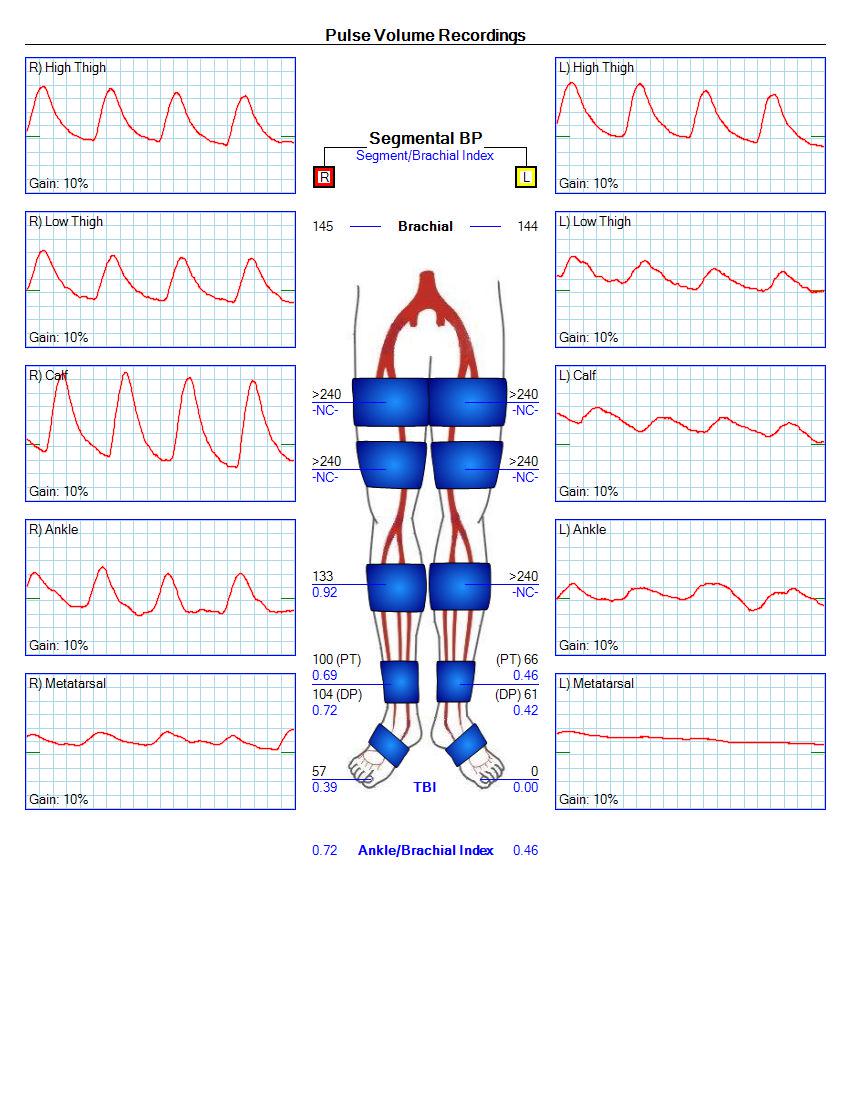 Pulse Volume Recordings
R) High Thigh
Gain: 10%
R) Low Thigh
Gain: 10%
R) Calf
Gain: 10%
R) Ankle
Gain: 10%
R) Metatarsal
Gain: 10%
Segmental BP
Segment/Brachial Index
R L
145 Brachial 144
>240 >240
-NC- -NC-
>240 >240
-NC- -NC-
133 >240
0.92 -NC-
100 (PT) (PT) 66
0.69 0.46
104 (DP) (DP) 61
0.72 0.42
57 0
0.39 TBI 0.00
0.72 Ankle/Brachial Index 0.46
L) High Thigh
Gain: 10%
L) Low Thigh
Gain: 10%
L) Calf
Gain: 10%
L) Ankle
Gain: 10%
L) Metatarsal
Gain: 10%